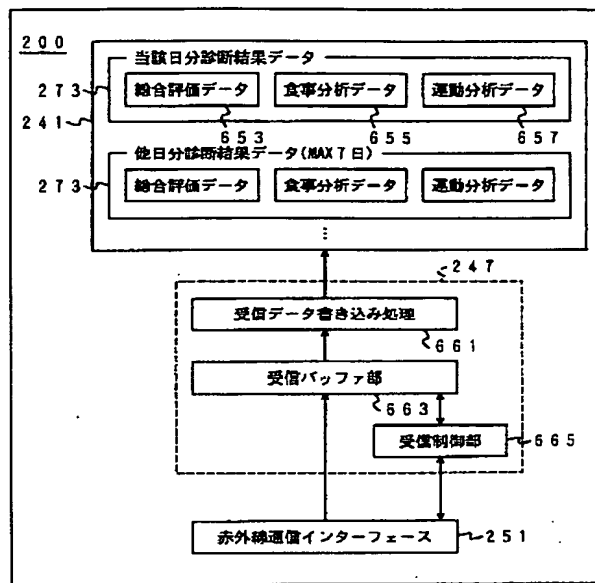 200
当該日分診断結果データ
273
総合評価データ 食事分析データ 運動分析データ
241
653 655 657
他日分診断結果データ(MAX7日)
273
総合評価データ 食事分析データ 運動分析データ
⋮
247
受信データ書き込み処理
661
受信バッファ部
663
受信制御部
665
赤外線通信インターフェース
251